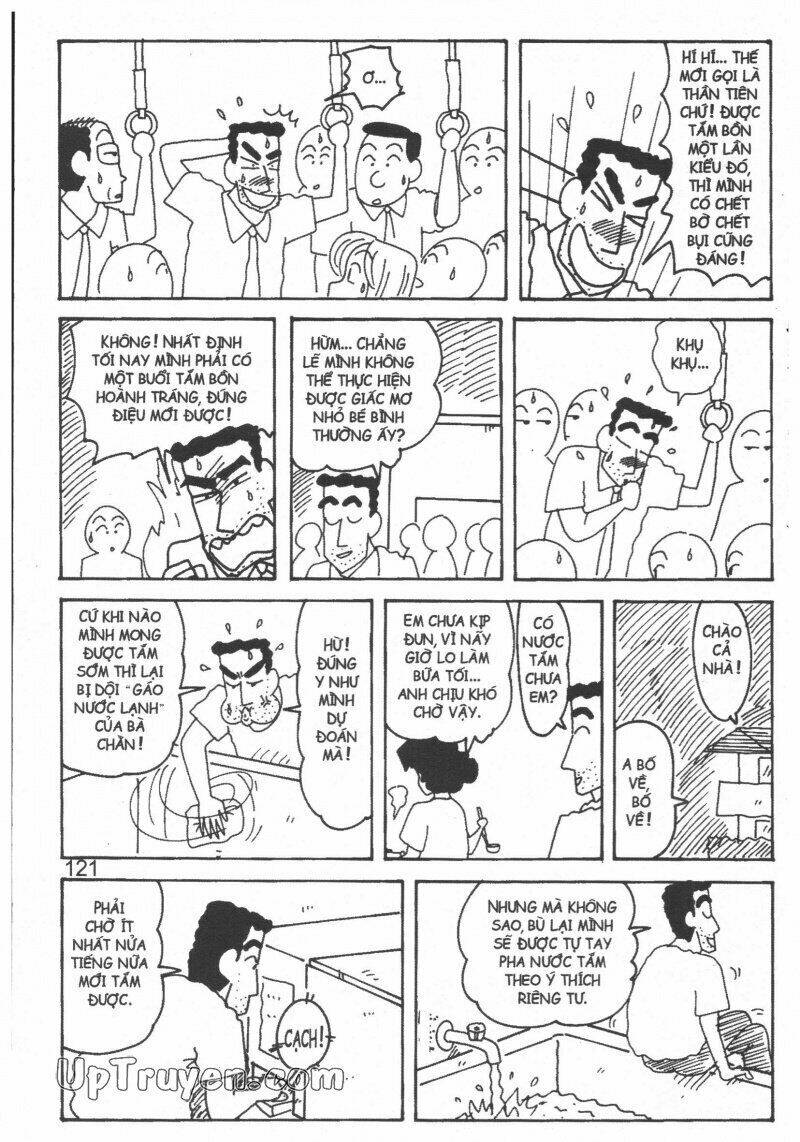 Ơ...
HÍ HÍ... THẾ
MỚI GỌI LÀ
THẦN TIÊN
CHỨ! ĐƯỢC
TẮM BỒN
MỘT LẦN
KIỂU ĐÓ,
THÌ MÌNH
CÓ CHẾT
BỜ CHẾT
BỤI CŨNG
ĐÁNG!
KHÔNG! NHẤT ĐỊNH
TỐI NAY MÌNH PHẢI CÓ
MỘT BUỔI TẮM BỒN
HOÀNH TRÁNG, ĐÚNG
ĐIỆU MỚI ĐƯỢC!
HỪM... CHẲNG
LẼ MÌNH KHÔNG
THỂ THỰC HIỆN
ĐƯỢC GIẤC MƠ
NHỎ BÉ BÌNH
THƯỜNG ẤY?
KHỤ
KHỤ...
CỨ KHI NÀO
MÌNH MONG
ĐƯỢC TẮM
SỚM THÌ LẠI
BỊ DỘI "GÁO
NƯỚC LẠNH"
CỦA BÀ
CHẰN!
HỪ!
ĐÚNG
Y NHƯ
MÌNH
DỰ
ĐOÁN
MÀ!
EM CHƯA KỊP
ĐUN, VÌ NÃY
GIỜ LO LÀM
BỮA TỐI...
ANH CHỊU KHÓ
CHỜ VẬY.
CÓ
NƯỚC
TẮM
CHƯA
EM?
CHÀO
CẢ
NHÀ!
A BỐ
VỀ,
BỐ
VỀ!
121
PHẢI
CHỜ ÍT
NHẤT NỬA
TIẾNG NỮA
MỚI TẮM
ĐƯỢC.
CẠCH!
NHƯNG MÀ KHÔNG
SAO, BÙ LẠI MÌNH
SẼ ĐƯỢC TỰ TAY
PHA NƯỚC TẮM
THEO Ý THÍCH
RIÊNG TƯ.
UpTruyen.com